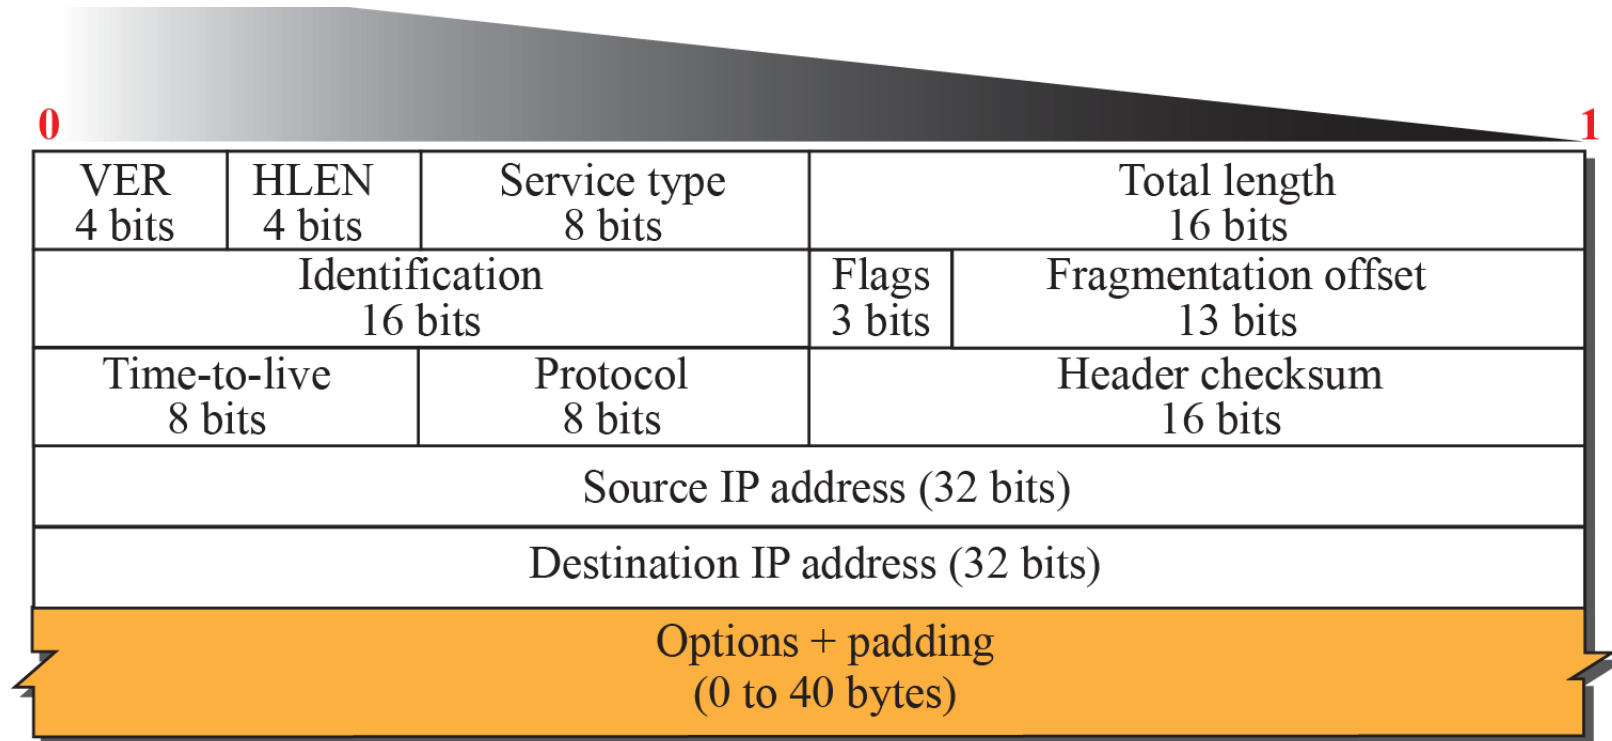 0 1
VER HLEN Service type Total length
4 bits 4 bits 8 bits 16 bits
Identification Flags Fragmentation offset
16 bits 3 bits 13 bits
Time-to-live Protocol Header checksum
8 bits 8 bits 16 bits
Source IP address (32 bits)
Destination IP address (32 bits)
Options + padding
(0 to 40 bytes)